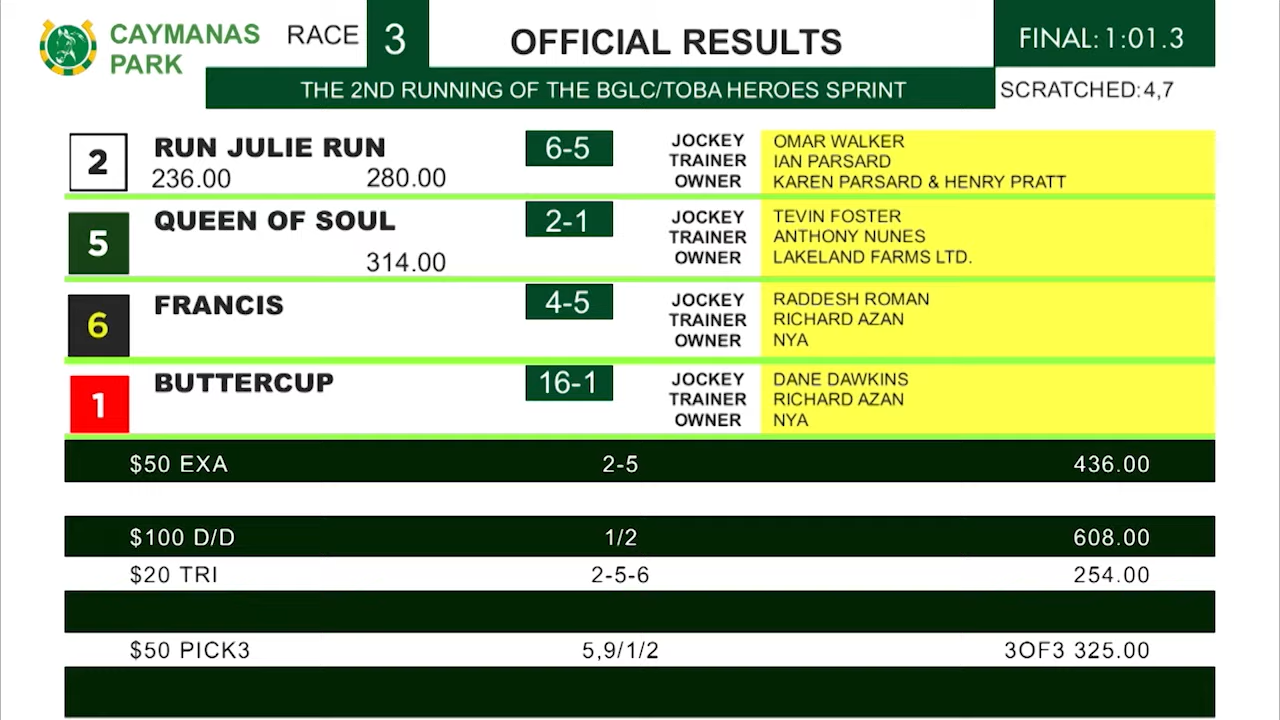 CAYMANAS PARK
RACE 3
OFFICIAL RESULTS
FINAL: 1:01.3
THE 2ND RUNNING OF THE BGLC/TOBA HEROES SPRINT
SCRATCHED: 4,7
2 RUN JULIE RUN 6-5
236.00 280.00
JOCKEY OMAR WALKER
TRAINER IAN PARSARD
OWNER KAREN PARSARD & HENRY PRATT
5 QUEEN OF SOUL 2-1
314.00
JOCKEY TEVIN FOSTER
TRAINER ANTHONY NUNES
OWNER LAKELAND FARMS LTD.
6 FRANCIS 4-5
JOCKEY RADDESH ROMAN
TRAINER RICHARD AZAN
OWNER NYA
1 BUTTERCUP 16-1
JOCKEY DANE DAWKINS
TRAINER RICHARD AZAN
OWNER NYA
$50 EXA 2-5 436.00
$100 D/D 1/2 608.00
$20 TRI 2-5-6 254.00
$50 PICK3 5,9/1/2 3OF3 325.00